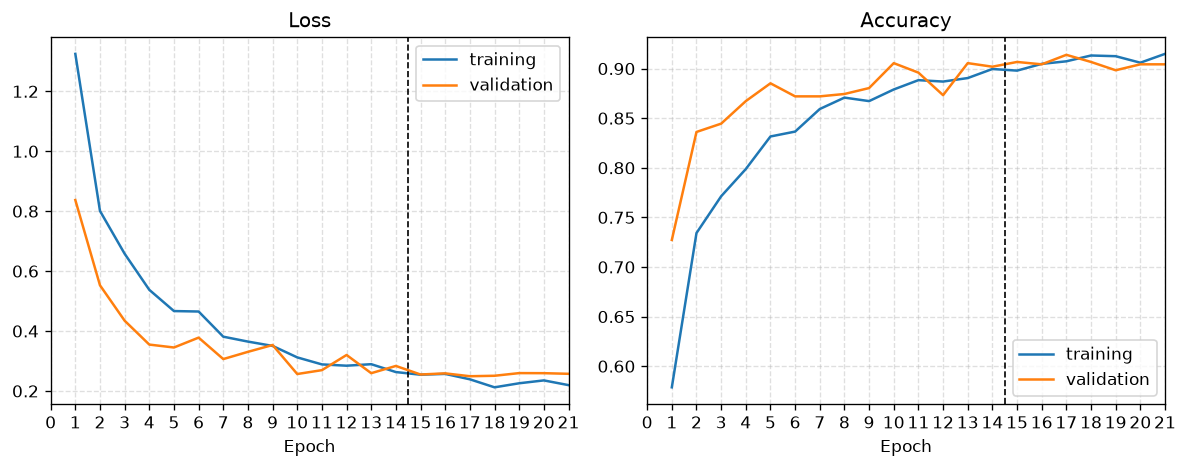 Loss
training
validation
1.2
1.0
0.8
0.6
0.4
0.2
0 1 2 3 4 5 6 7 8 9 10 11 12 13 14 15 16 17 18 19 20 21
Epoch
Accuracy
0.90
0.85
0.80
0.75
0.70
0.65
0.60
training
validation
0 1 2 3 4 5 6 7 8 9 10 11 12 13 14 15 16 17 18 19 20 21
Epoch